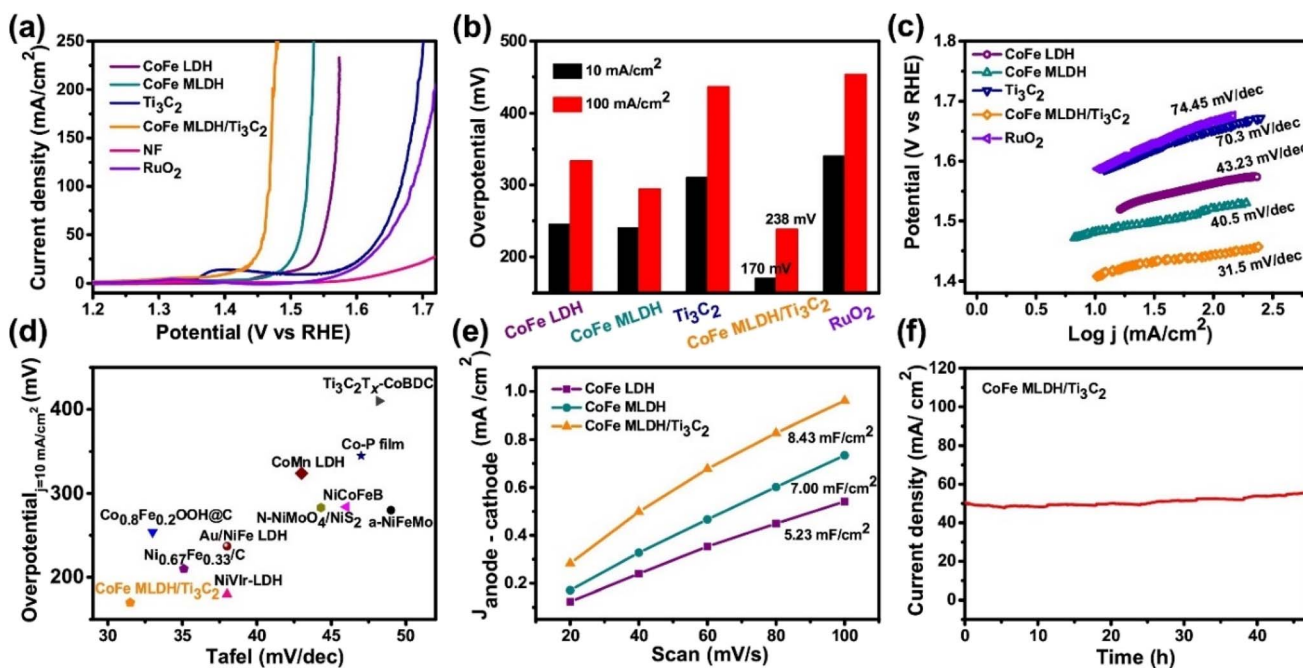 (a)
250
200
150
100
50
0
Current density (mA/cm²)
CoFe LDH
CoFe MLDH
Ti₃C₂
CoFe MLDH/Ti₃C₂
NF
RuO₂
1.2 1.3 1.4 1.5 1.6 1.7
Potential (V vs RHE)
(b)
500
400
300
200
Overpotential (mV)
10 mA/cm²
100 mA/cm²
238 mV
170 mV
CoFe LDH
CoFe MLDH
Ti₃C₂
CoFe MLDH/Ti₃C₂
RuO₂
(c)
1.8
1.7
1.6
1.5
1.4
Potential (V vs RHE)
CoFe LDH
CoFe MLDH
Ti₃C₂
CoFe MLDH/Ti₃C₂
RuO₂
74.45 mV/dec
70.3 mV/dec
43.23 mV/dec
40.5 mV/dec
31.5 mV/dec
0.0 0.5 1.0 1.5 2.0 2.5 3.0
Log j (mA/cm²)
(d)
400
300
200
Overpotential j=10 mA/cm² (mV)
Ti₃C₂Tₓ-CoBDC
Co-P film
CoMn LDH
NiCoFeB
Co₀.₈Fe₀.₂OOH@C
N-NiMoO₄/NiS₂
a-NiFeMo
Au/NiFe LDH
Ni₀.₆₇Fe₀.₃₃/C
CoFe MLDH/Ti₃C₂
NiVIr-LDH
30 35 40 45 50
Tafel (mV/dec)
(e)
1.0
0.8
0.6
0.4
0.2
J anode - cathode (mA /cm²)
CoFe LDH
CoFe MLDH
CoFe MLDH/Ti₃C₂
8.43 mF/cm²
7.00 mF/cm²
5.23 mF/cm²
20 40 60 80 100
Scan (mV/s)
(f)
120
100
80
60
40
20
0
Current density (mA/ cm²)
CoFe MLDH/Ti₃C₂
0 10 20 30 40
Time (h)